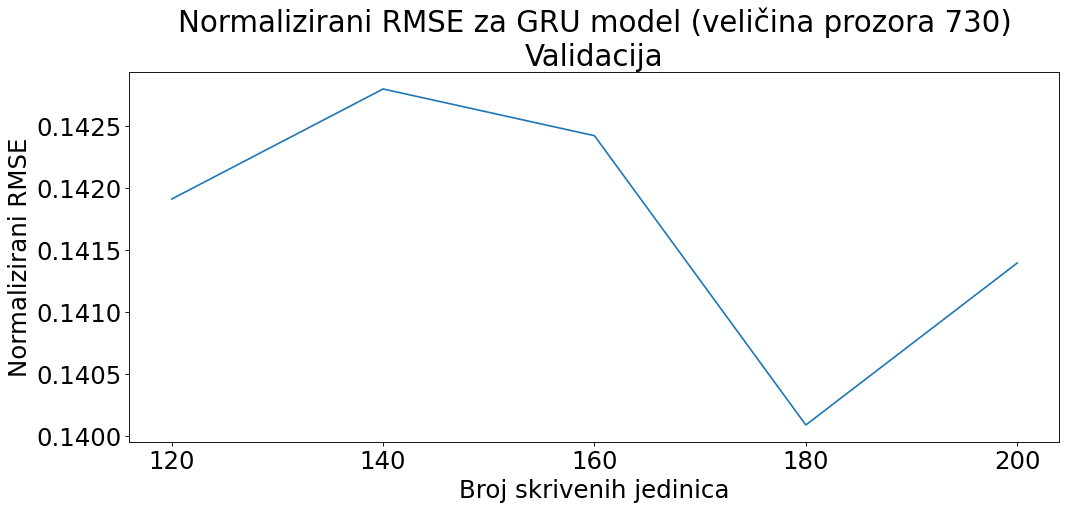 Normalizirani RMSE za GRU model (veličina prozora 730)
Validacija
Normalizirani RMSE
0.1425
0.1420
0.1415
0.1410
0.1405
0.1400
120 140 160 180 200
Broj skrivenih jedinica